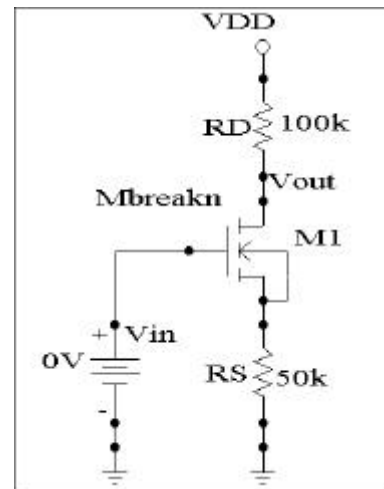 VDD
RD 100k
Vout
Mbreakn
M1
+ Vin
0V
RS 50k
-